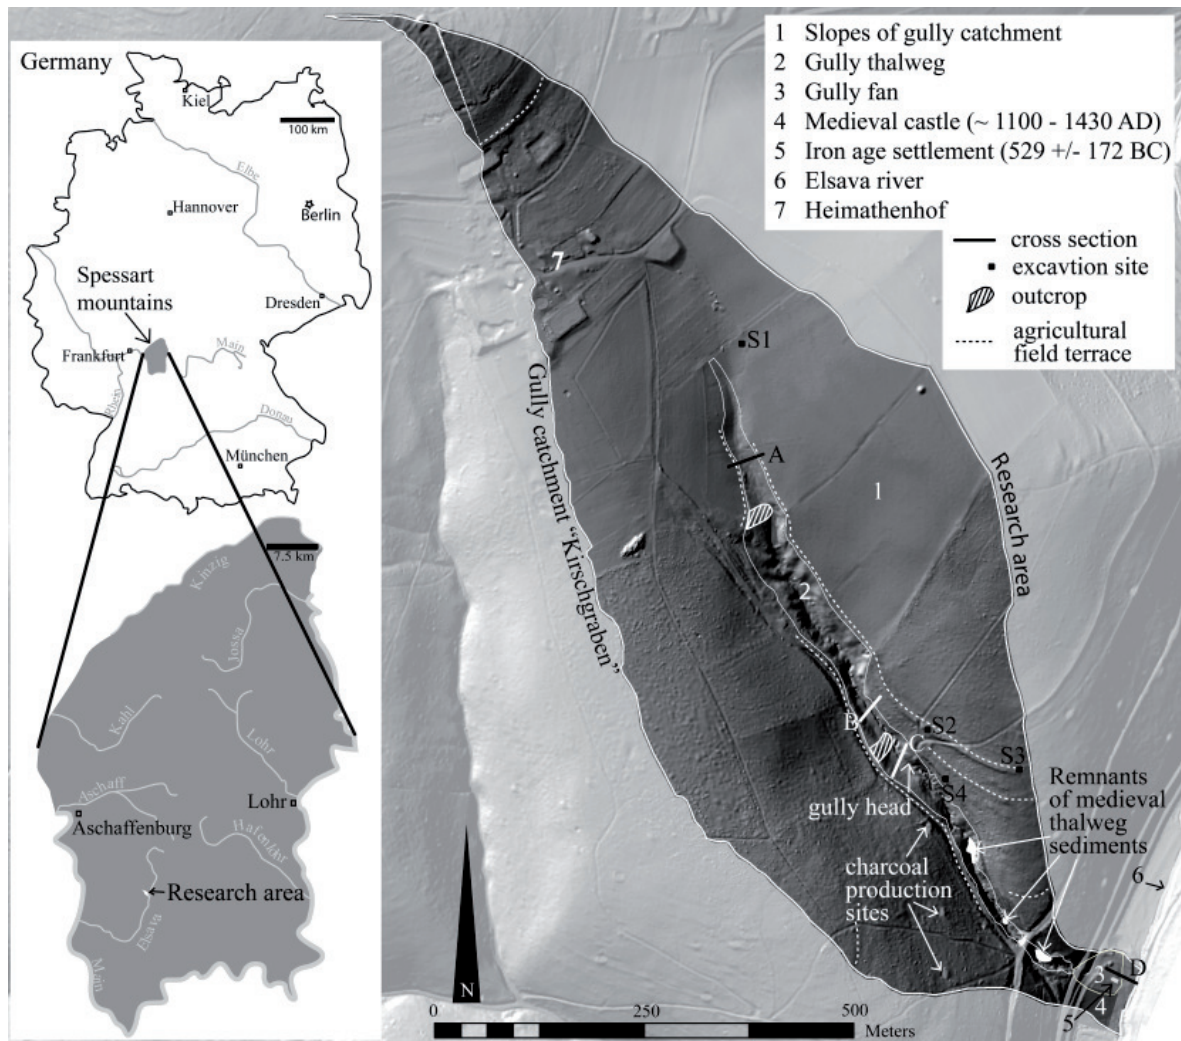 Germany
Kiel
100 km
Elbe
Hannover
Berlin
Spessart
mountains
Dresden
Frankfurt
Main
Rhein
Donau
München
7.5 km
Kinzig
Jossa
Kahl
Lohr
Aschaff
Lohr
Aschaffenburg
Hafenlohr
Research area
Elsava
Main
1 Slopes of gully catchment
2 Gully thalweg
3 Gully fan
4 Medieval castle (~ 1100 - 1430 AD)
5 Iron age settlement (529 +/- 172 BC)
6 Elsava river
7 Heimathenhof
cross section
excavtion site
outcrop
agricultural
field terrace
7
S1
Gully catchment “Kirschgraben”
A
1
Research area
2
B
S2
C
S3
S4
gully head
Remnants
of medieval
thalweg
sediments
charcoal
production
sites
6
D
3
4
5
N
0 250 500
Meters